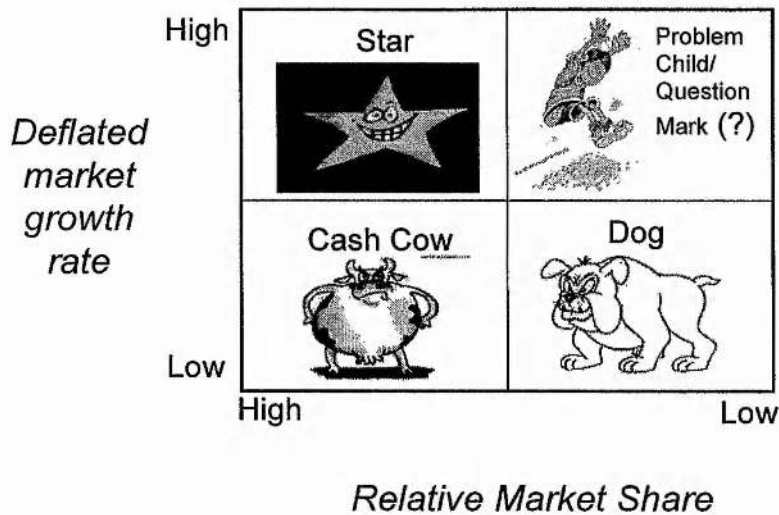 High
Star
Problem
Child/
Question
Mark (?)
Deflated
market
growth
rate
Cash Cow
Dog
Low
High
Low
Relative Market Share